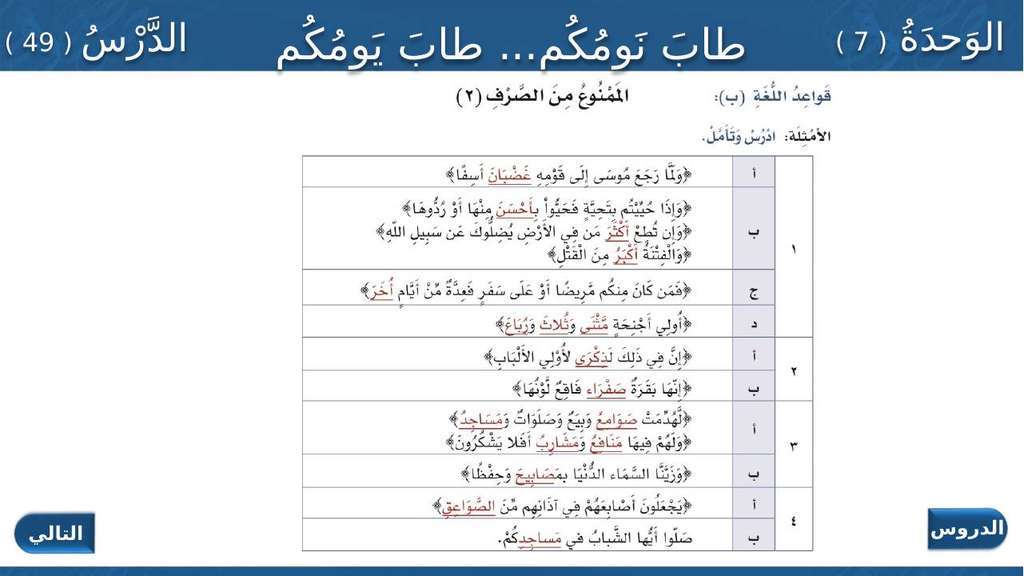 الوَحدَةُ ( 7 )
طابَ نَومُكُم... طابَ يَومُكُم
الدَّرْسُ ( 49 )
قَواعِدُ اللُّغَةِ (ب): المَمْنُوعُ مِنَ الصَّرْفِ (٢)
الأمْثِلَة: ادْرُسْ وَتَأَمَّلْ.
١
أ
﴿وَلَمَّا رَجَعَ مُوسَى إِلَى قَوْمِهِ غَضْبَانَ أَسِفًا﴾
ب
﴿وَإِذَا حُيِّيْتُم بِتَحِيَّةٍ فَحَيُّواْ بِأَحْسَنَ مِنْهَا أَوْ رُدُّوهَا﴾
﴿وَإِن تُطِعْ أَكْثَرَ مَن فِي الأَرْضِ يُضِلُّوكَ عَن سَبِيلِ اللّهِ﴾
﴿وَالْفِتْنَةُ أَكْبَرُ مِنَ الْقَتْلِ﴾
ج
﴿فَمَن كَانَ مِنكُم مَّرِيضًا أَوْ عَلَى سَفَرٍ فَعِدَّةٌ مِّنْ أَيَّامٍ أُخَرَ﴾
د
﴿أُولِي أَجْنِحَةٍ مَّثْنَى وَثُلاثَ وَرُبَاعَ﴾
٢
أ
﴿إِنَّ فِي ذَلِكَ لَذِكْرَى لأُوْلِي الأَلْبَابِ﴾
ب
﴿إِنّهَا بَقَرَةٌ صَفْرَاء فَاقِعٌ لَّوْنُهَا﴾
٣
أ
﴿لَّهُدِّمَتْ صَوَامِعُ وَبِيَعٌ وَصَلَوَاتٌ وَمَسَاجِدُ﴾
﴿وَلَهُمْ فِيهَا مَنَافِعُ وَمَشَارِبُ أَفَلا يَشْكُرُونَ﴾
ب
﴿وَزَيَّنَّا السَّمَاء الدُّنْيَا بِمَصَابِيحَ وَحِفْظًا﴾
٤
أ
﴿يَجْعَلُونَ أَصْابِعَهُمْ فِي آذَانِهِم مِّنَ الصَّوَاعِقِ﴾
ب
صَلّوا أَيُّها الشَّبابُ في مَساجِدِكُمْ.
الدروس
التالي